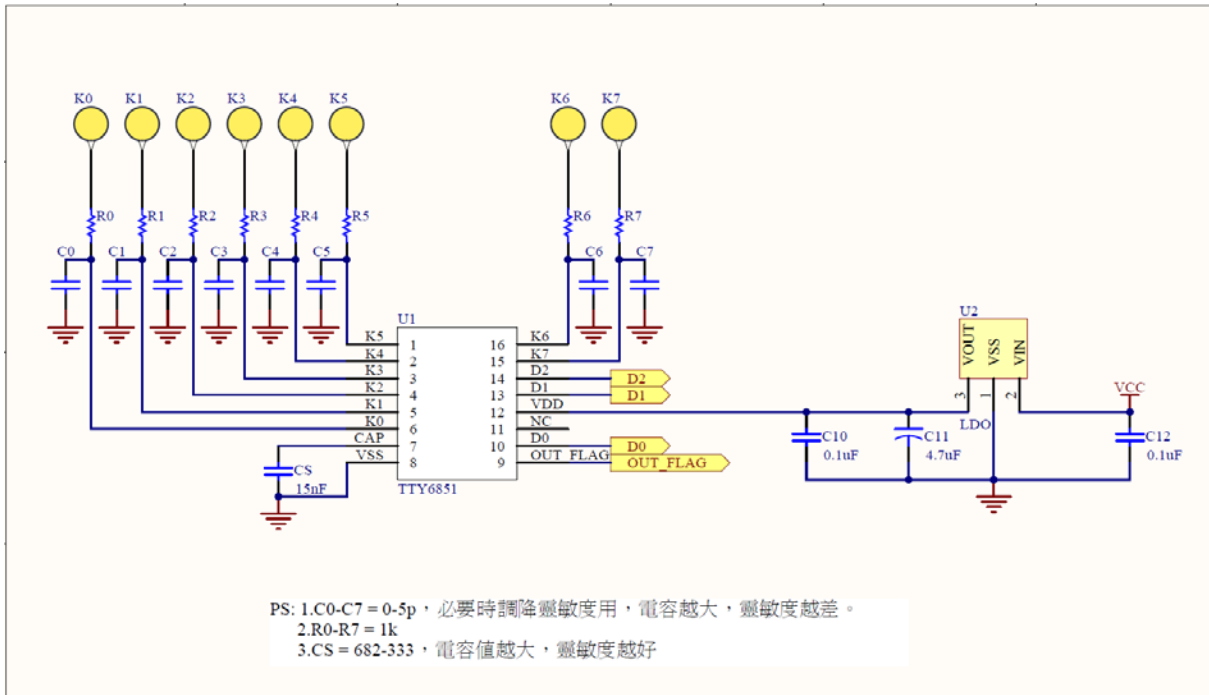 K0 K1 K2 K3 K4 K5 K6 K7
R0 R1 R2 R3 R4 R5 R6 R7
C0 C1 C2 C3 C4 C5 C6 C7
U2
VOUT VSS VIN
3 1 2
LDO
VCC
U1
K5 1 16 K6
K4 2 15 K7
K3 3 14 D2 D2
K2 4 13 D1 D1
K1 5 12 VDD
K0 6 11 NC
CAP 7 10 D0 D0
VSS 8 9 OUT_FLAG OUT_FLAG
TTY6851
CS
15nF
C10
0.1uF
C11
4.7uF
C12
0.1uF
PS: 1.C0-C7 = 0-5p，必要時調降靈敏度用，電容越大，靈敏度越差。
2.R0-R7 = 1k
3.CS = 682-333，電容值越大，靈敏度越好